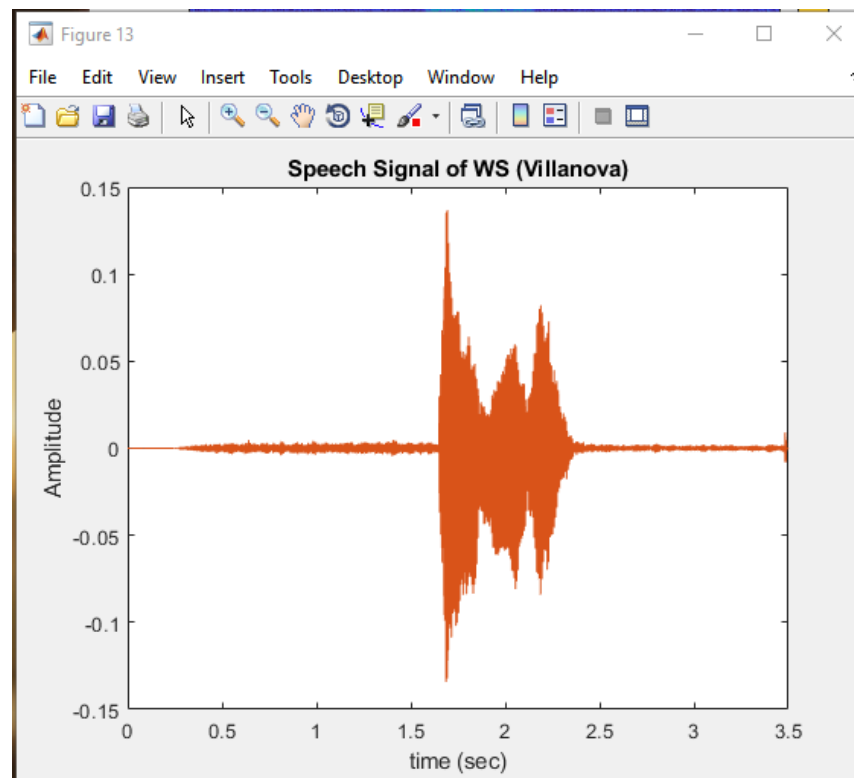 Figure 13
File Edit View Insert Tools Desktop Window Help
Speech Signal of WS (Villanova)
0.15
0.1
0.05
0
-0.05
-0.1
-0.15
Amplitude
0 0.5 1 1.5 2 2.5 3 3.5
time (sec)